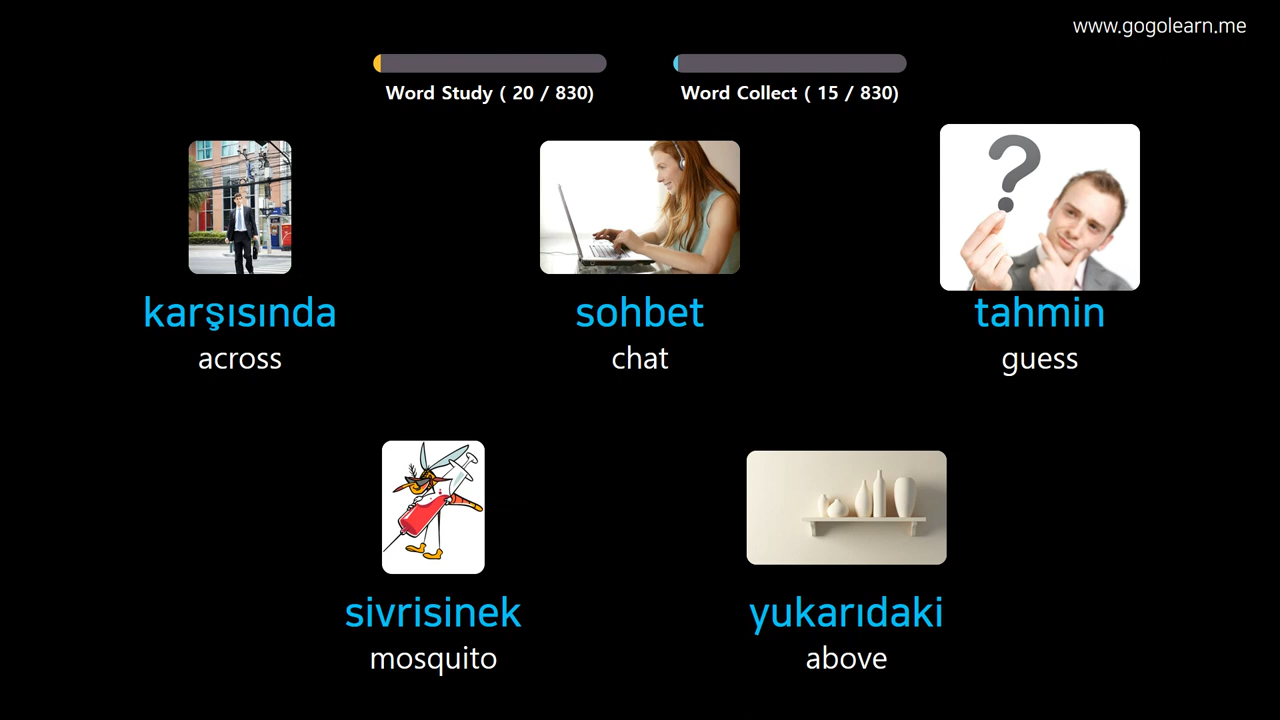 www.gogolearn.me
Word Study ( 20 / 830)
Word Collect ( 15 / 830)
karşısında
across
sohbet
chat
tahmin
guess
sivrisinek
mosquito
yukarıdaki
above